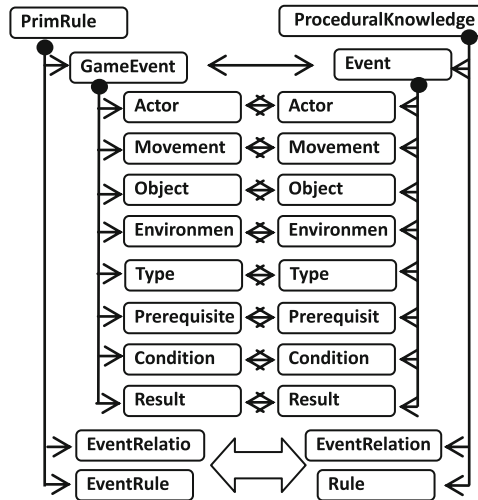 PrimRule
ProceduralKnowledge
GameEvent
Event
Actor
Actor
Movement
Movement
Object
Object
Environmen
Environmen
Type
Type
Prerequisite
Prerequisit
Condition
Condition
Result
Result
EventRelatio
EventRelation
EventRule
Rule